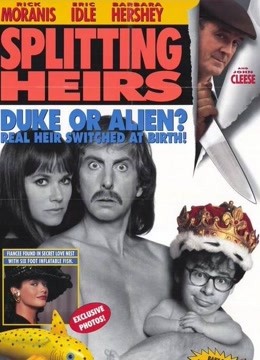 RICK MORANIS
ERIC IDLE
BARBARA HERSHEY
SPLITTING
HEIRS
AND JOHN CLEESE
DUKE OR ALIEN?
REAL HEIR SWITCHED AT BIRTH!
FIANCEE FOUND IN SECRET LOVE NEST
WITH SIX FOOT INFLATABLE FISH.
EXCLUSIVE
PHOTOS!